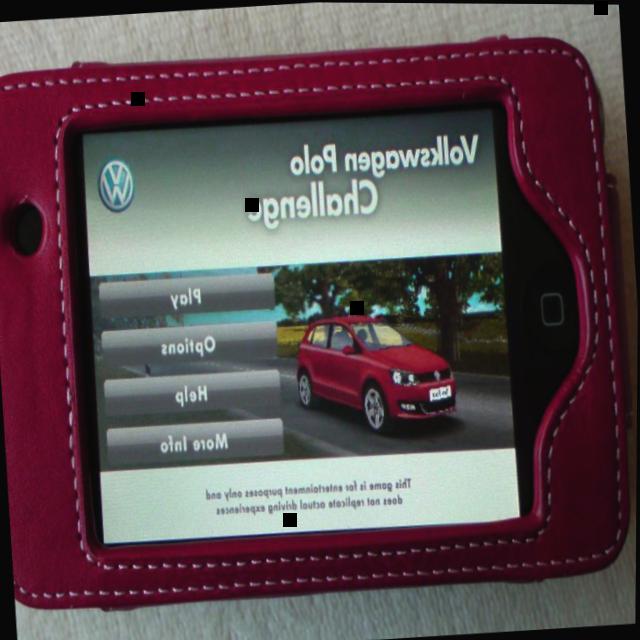 Volkswagen Polo
Challenge
Play
Options
Help
More Info
This game is for entertainment purposes only and
does not replicate actual driving experiences